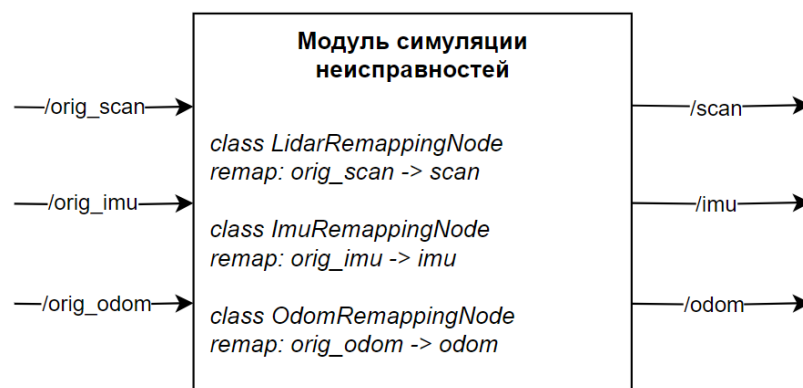 Модуль симуляции
неисправностей
/orig_scan
/scan
class LidarRemappingNode
remap: orig_scan -> scan
/orig_imu
/imu
class ImuRemappingNode
remap: orig_imu -> imu
/orig_odom
/odom
class OdomRemappingNode
remap: orig_odom -> odom